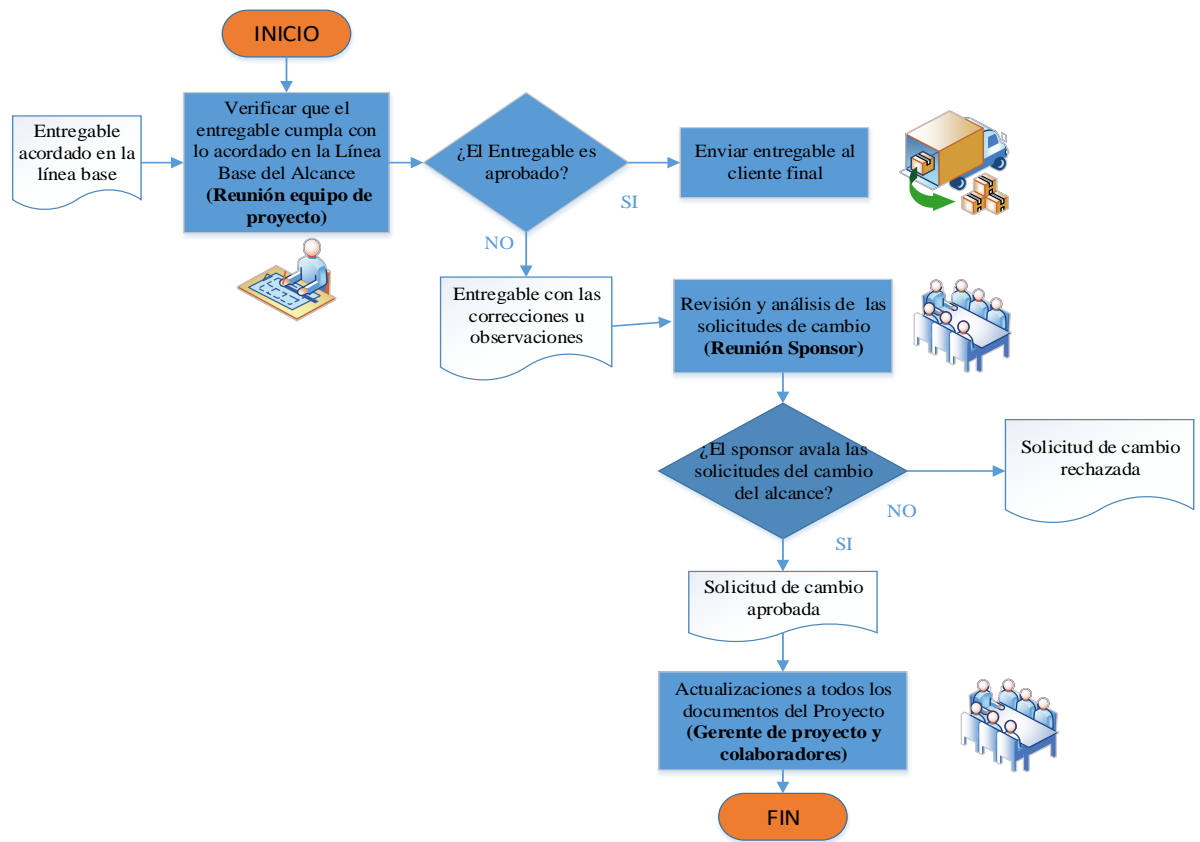 INICIO
Entregable
acordado en la
línea base
Verificar que el
entregable cumpla con
lo acordado en la Línea
Base del Alcance
(Reunión equipo de
proyecto)
¿El Entregable es
aprobado?
SI
Enviar entregable al
cliente final
NO
Entregable con las
correcciones u
observaciones
Revisión y análisis de las
solicitudes de cambio
(Reunión Sponsor)
¿El sponsor avala las
solicitudes del cambio
del alcance?
NO
Solicitud de cambio
rechazada
SI
Solicitud de cambio
aprobada
Actualizaciones a todos los
documentos del Proyecto
(Gerente de proyecto y
colaboradores)
FIN